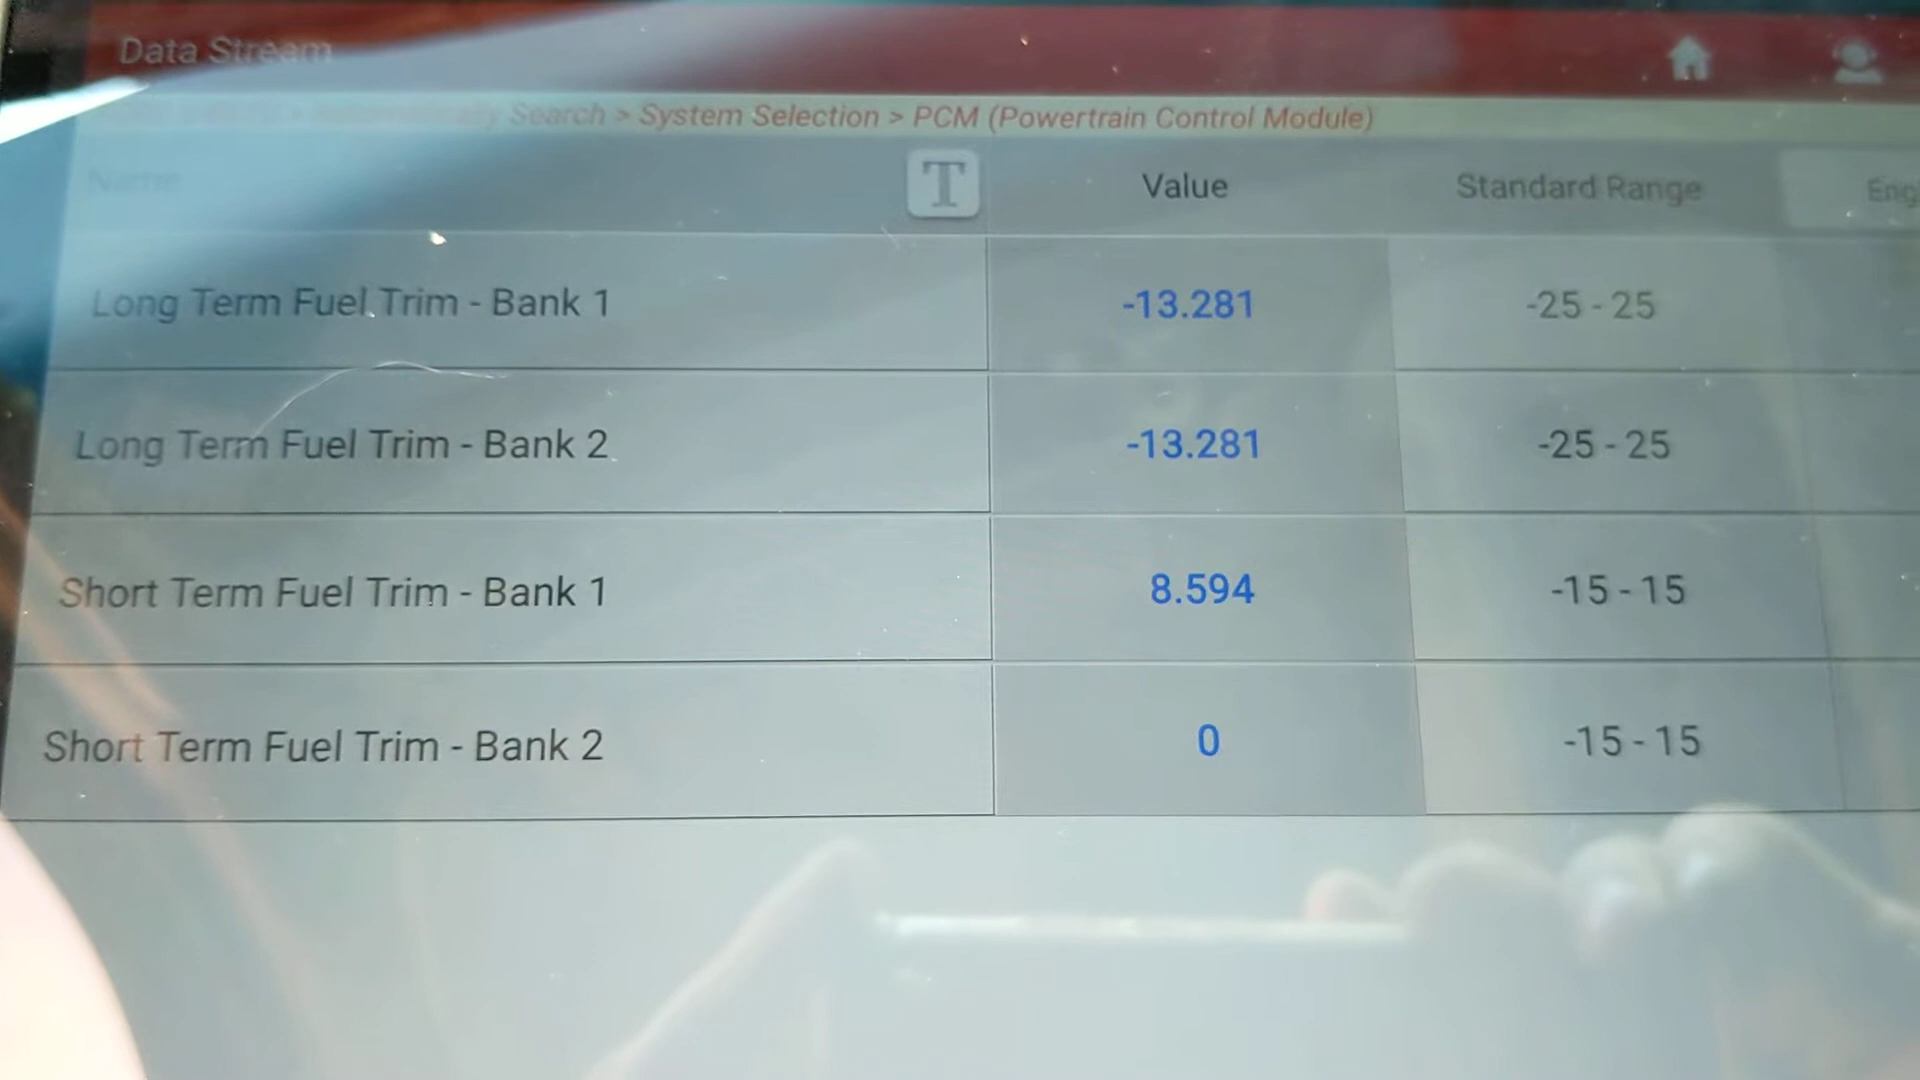 Data Stream
Search > System Selection > PCM (Powertrain Control Module)
Name T Value Standard Range
Long Term Fuel Trim - Bank 1 -13.281 -25 - 25
Long Term Fuel Trim - Bank 2 -13.281 -25 - 25
Short Term Fuel Trim - Bank 1 8.594 -15 - 15
Short Term Fuel Trim - Bank 2 0 -15 - 15